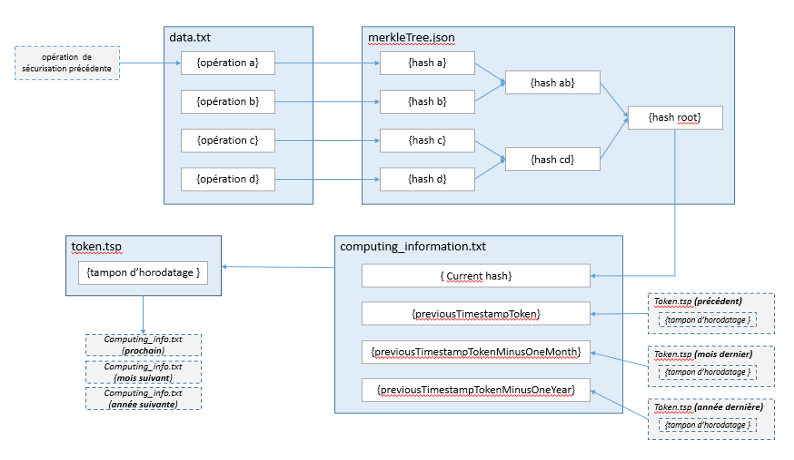 data.txt
merkleTree.json
opération de
sécurisation précédente
{opération a}
{hash a}
{hash ab}
{opération b}
{hash b}
{hash root}
{opération c}
{hash c}
{hash cd}
{opération d}
{hash d}
token.tsp
{tampon d'horodatage }
computing_information.txt
{ Current hash}
{previousTimestampToken}
{previousTimestampTokenMinusOneMonth}
{previousTimestampTokenMinusOneYear}
Token.tsp (précédent)
{tampon d'horodatage }
Token.tsp (mois dernier)
{tampon d'horodatage }
Token.tsp (année dernière)
{tampon d'horodatage }
Computing_info.txt
(prochain)
Computing_info.txt
(mois suivant)
Computing_info.txt
(année suivante)